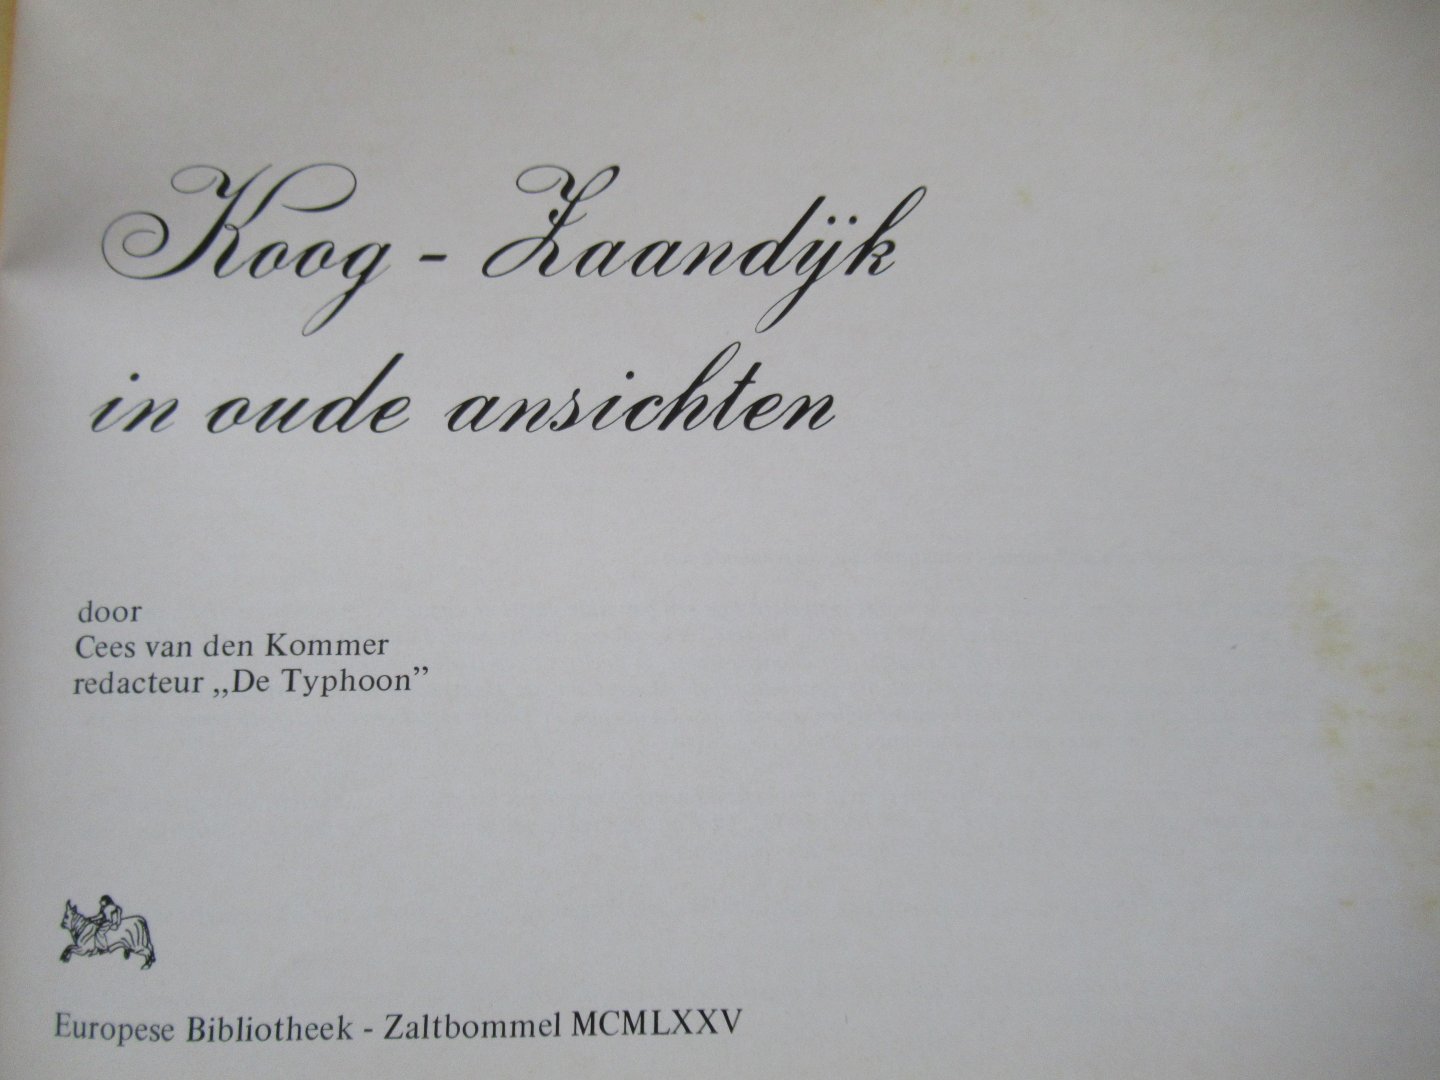 Koog - Zaandijk
in oude ansichten
door
Cees van den Kommer
redacteur „De Typhoon”
Europese Bibliotheek - Zaltbommel MCMLXXV